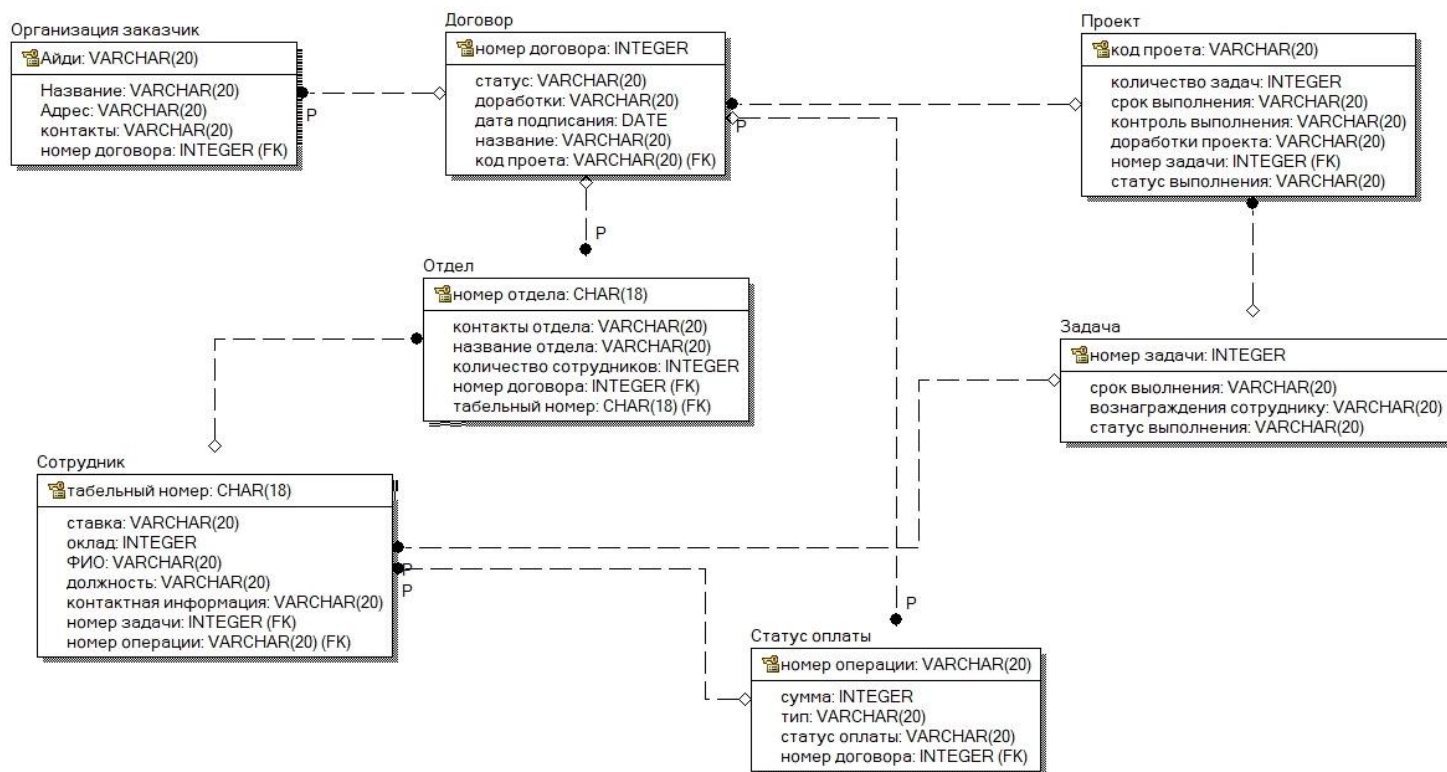 Организация заказчик
Айди: VARCHAR(20)
Название: VARCHAR(20)
Адрес: VARCHAR(20)
контакты: VARCHAR(20)
номер договора: INTEGER (FK)
P
Договор
номер договора: INTEGER
статус: VARCHAR(20)
доработки: VARCHAR(20)
дата подписания: DATE
название: VARCHAR(20)
код проета: VARCHAR(20) (FK)
P
P
Проект
код проета: VARCHAR(20)
количество задач: INTEGER
срок выполнения: VARCHAR(20)
контроль выполнения: VARCHAR(20)
доработки проекта: VARCHAR(20)
номер задачи: INTEGER (FK)
статус выполнения: VARCHAR(20)
Отдел
номер отдела: CHAR(18)
контакты отдела: VARCHAR(20)
название отдела: VARCHAR(20)
количество сотрудников: INTEGER
номер договора: INTEGER (FK)
табельный номер: CHAR(18) (FK)
Задача
номер задачи: INTEGER
срок выолнения: VARCHAR(20)
вознаграждения сотруднику: VARCHAR(20)
статус выполнения: VARCHAR(20)
Сотрудник
табельный номер: CHAR(18)
ставка: VARCHAR(20)
оклад: INTEGER
ФИО: VARCHAR(20)
должность: VARCHAR(20)
контактная информация: VARCHAR(20)
номер задачи: INTEGER (FK)
номер операции: VARCHAR(20) (FK)
P
P
P
Статус оплаты
номер операции: VARCHAR(20)
сумма: INTEGER
тип: VARCHAR(20)
статус оплаты: VARCHAR(20)
номер договора: INTEGER (FK)